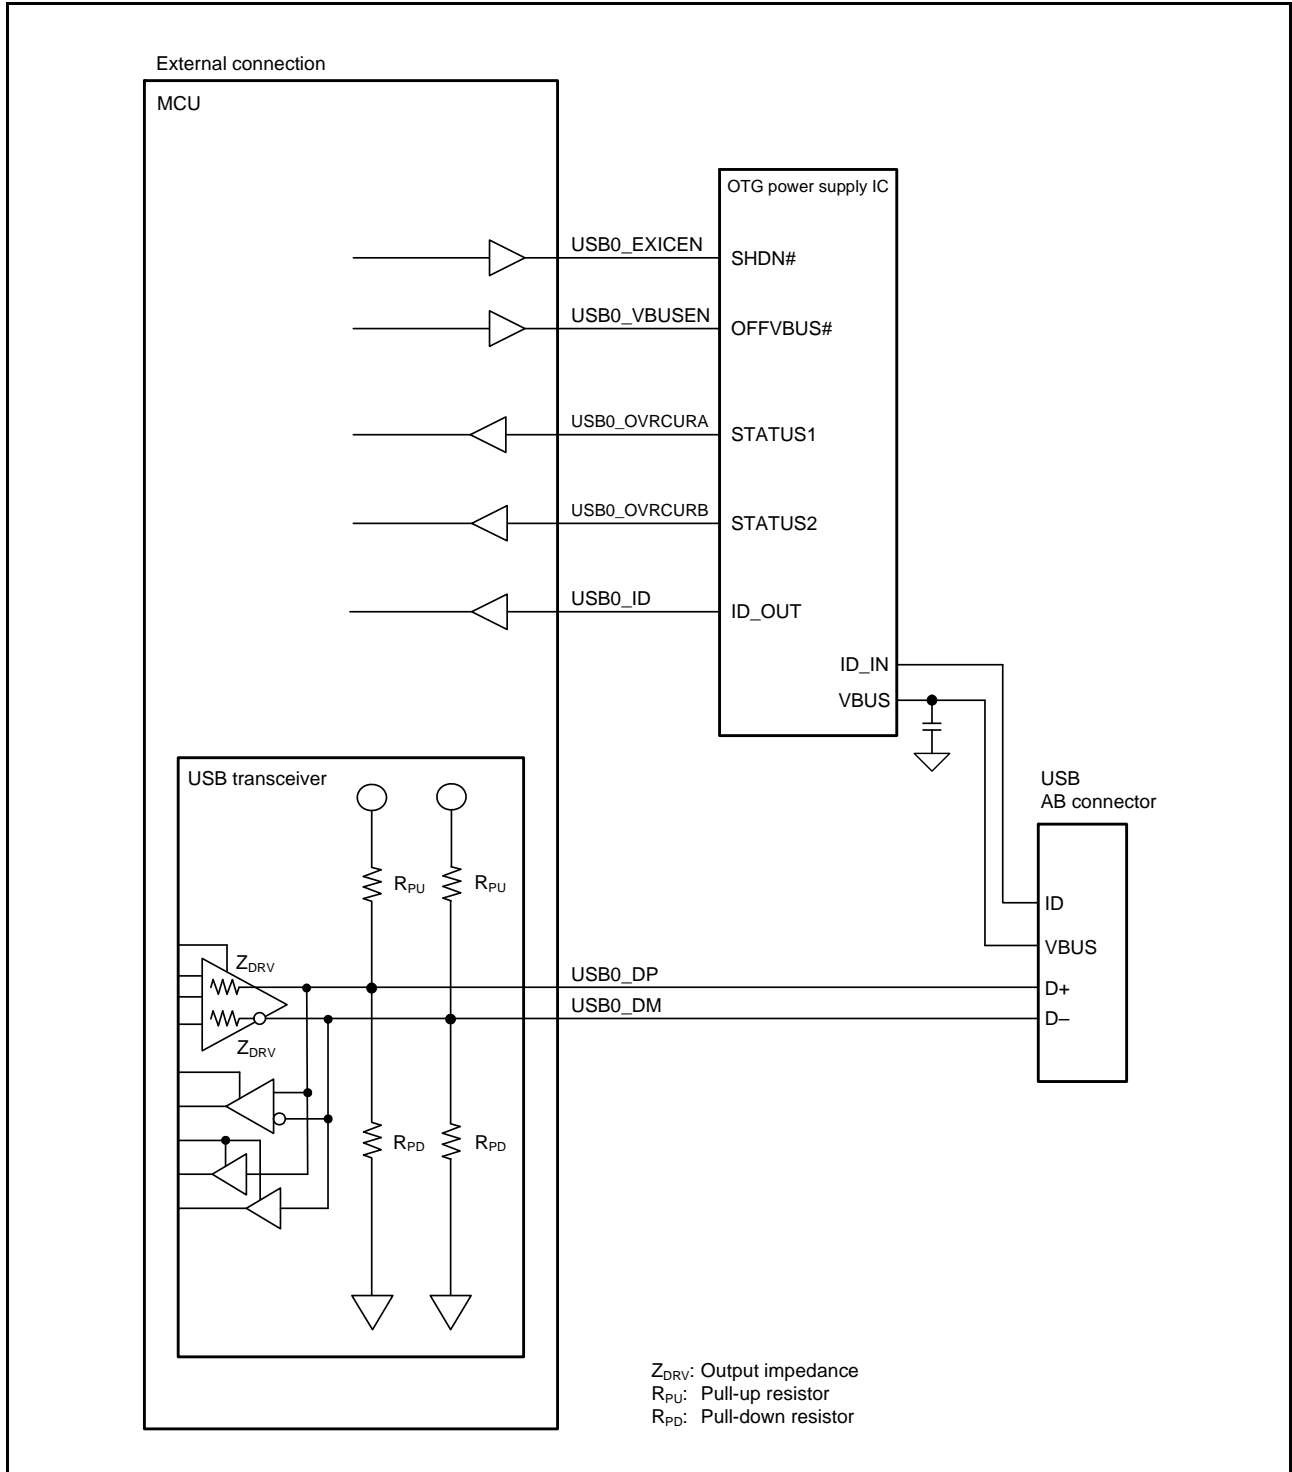 External connection
MCU
OTG power supply IC
USB0_EXICEN
SHDN#
USB0_VBUSEN
OFFVBUS#
USB0_OVRCURA
STATUS1
USB0_OVRCURB
STATUS2
USB0_ID
ID_OUT
ID_IN
VBUS
USB transceiver
USB
AB connector
RPU
RPU
ID
VBUS
ZDRV
USB0_DP
D+
USB0_DM
D–
ZDRV
RPD
RPD
ZDRV: Output impedance
RPU: Pull-up resistor
RPD: Pull-down resistor